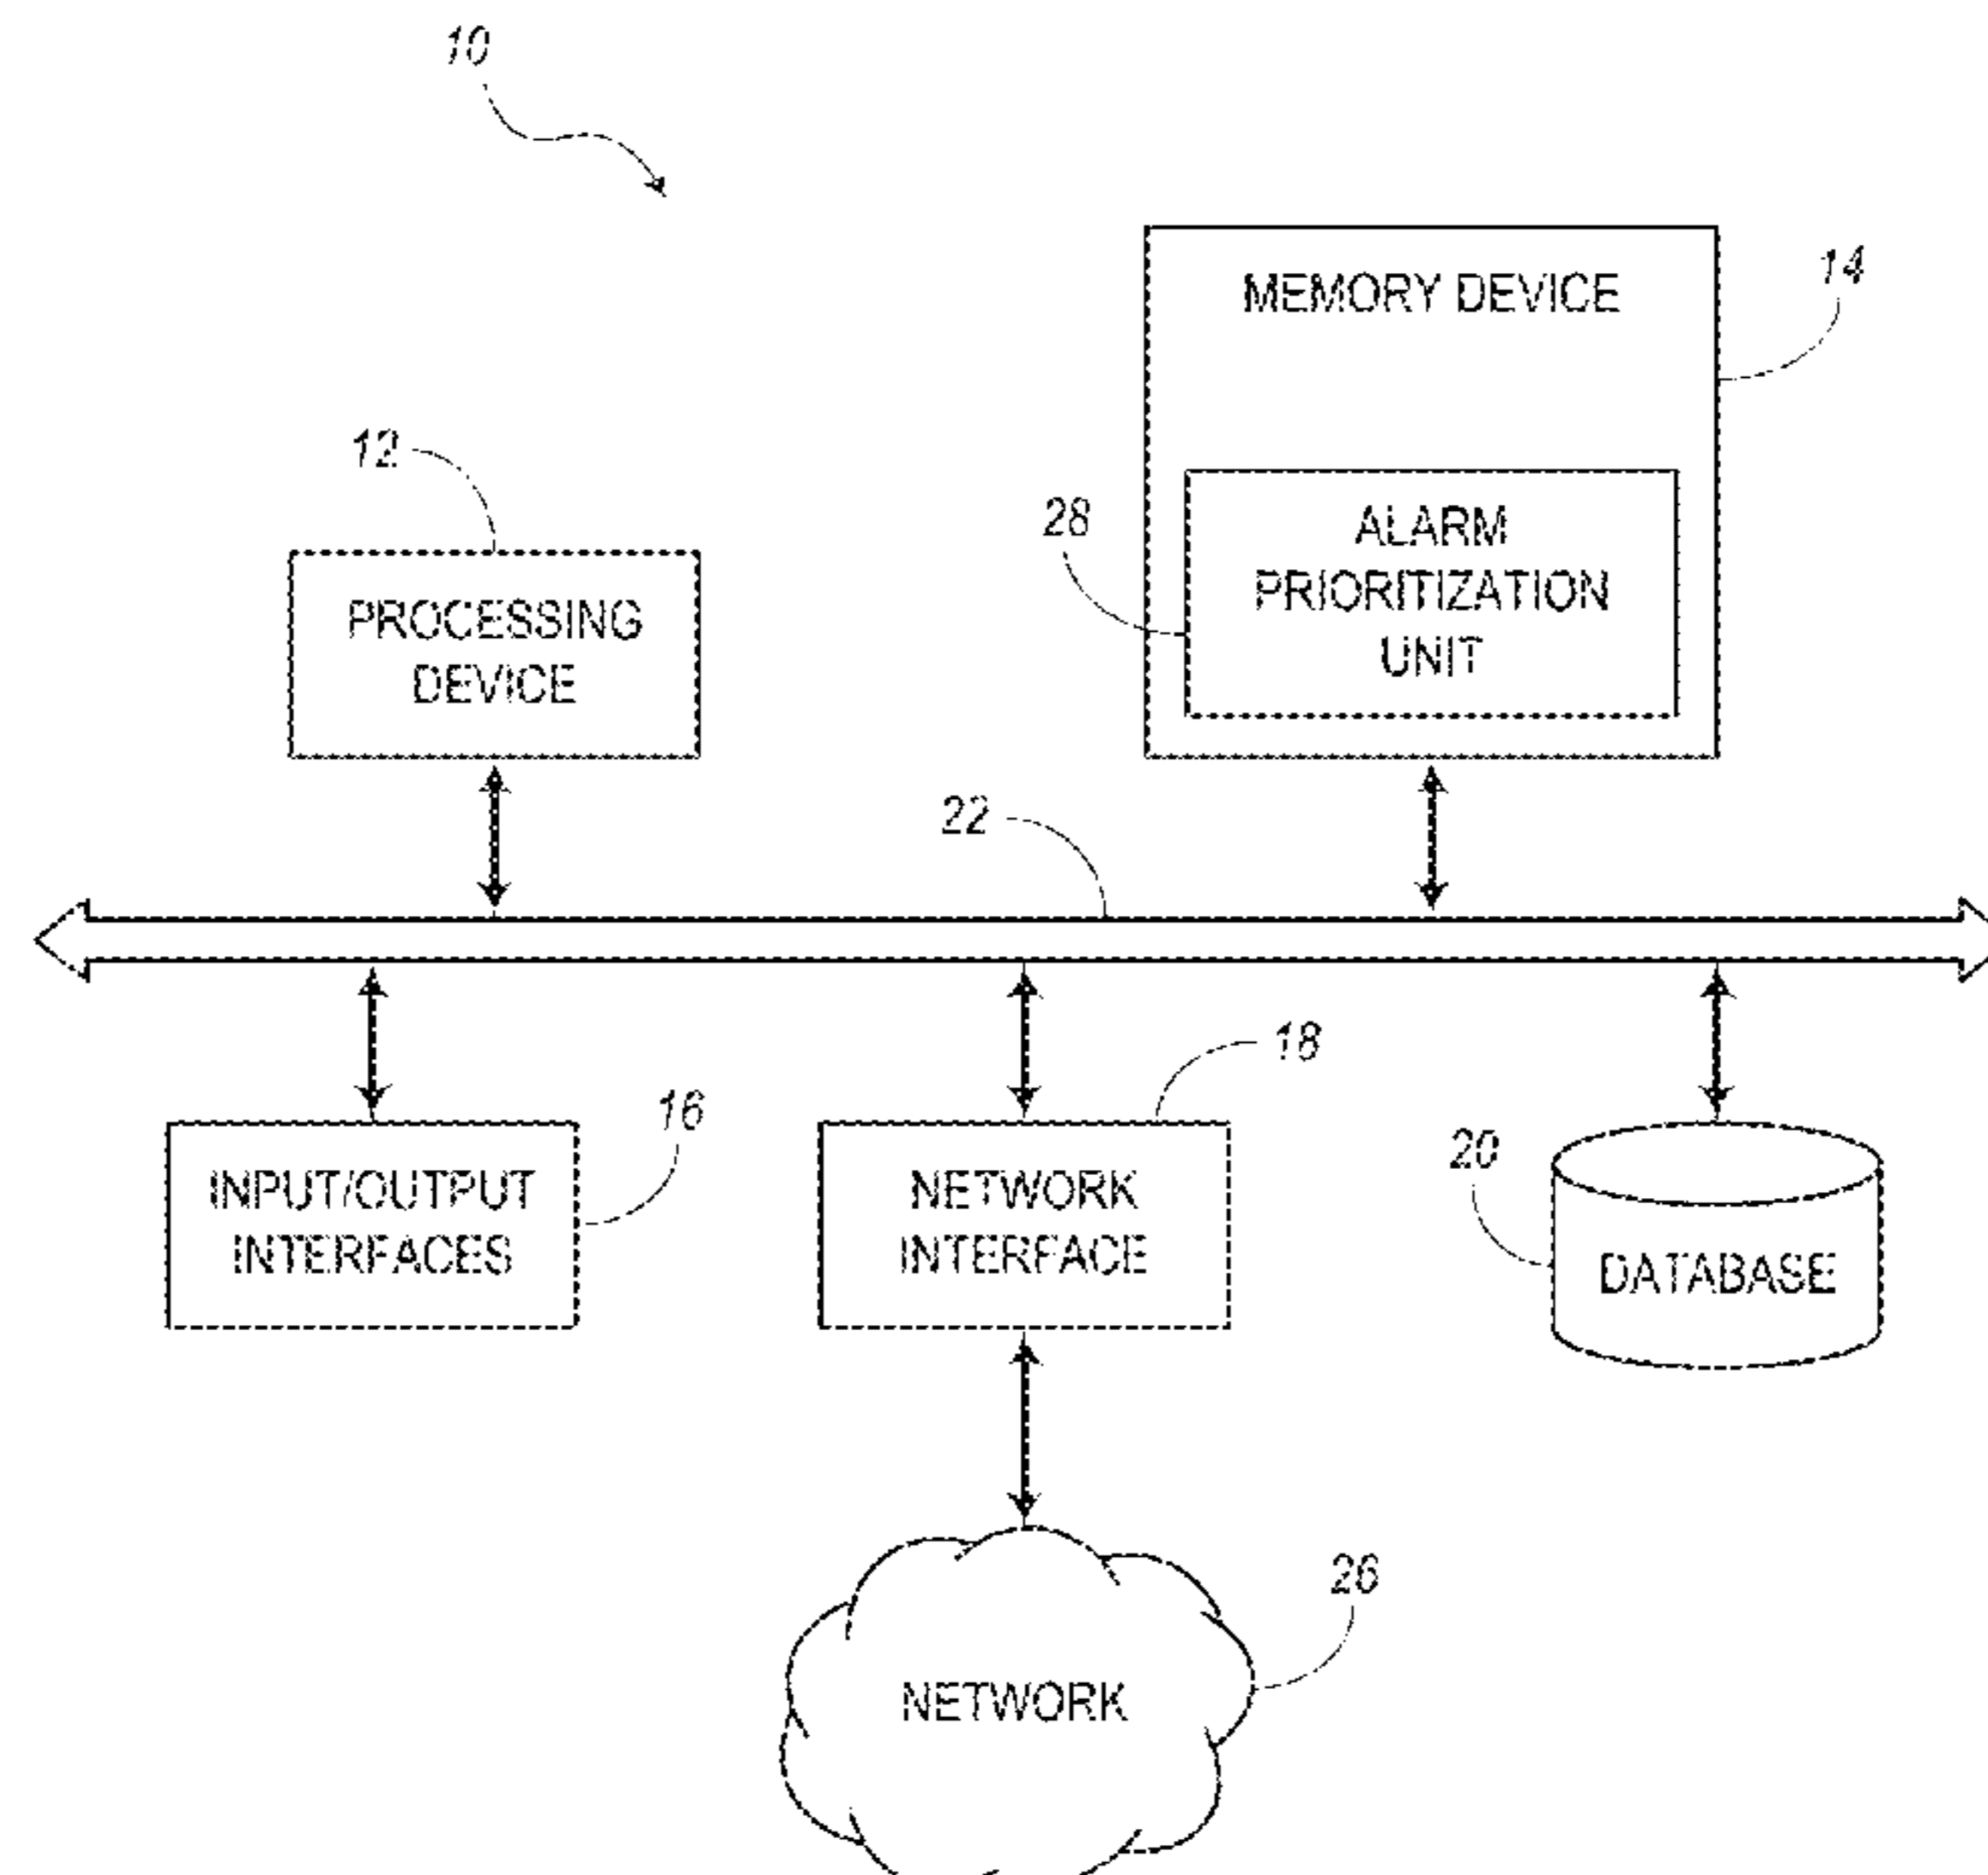 10
MEMORY DEVICE
14
12
28
ALARM
PRIORITIZATION
UNIT
PROCESSING
DEVICE
22
18
16
INPUT/OUTPUT
INTERFACES
NETWORK
INTERFACE
20
DATABASE
26
NETWORK